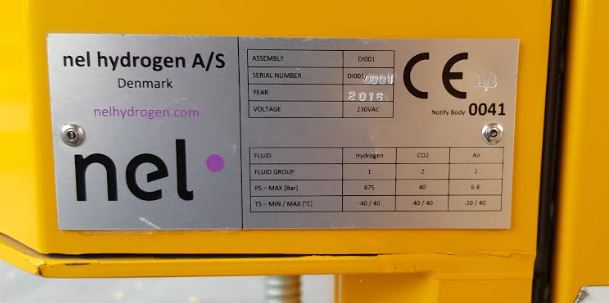 nel hydrogen A/S
Denmark
nelhydrogen.com
nel
ASSEMBLY DI001
SERIAL NUMBER DI001 0001
YEAR 2016
VOLTAGE 230VAC
CE
Notify Body 0041
FLUID Hydrogen CO2 Air
FLUID GROUP 1 2 2
PS – MAX [Bar] 875 40 6.8
TS – MIN / MAX [°C] -40 / 40 -40 / 40 -20 / 40